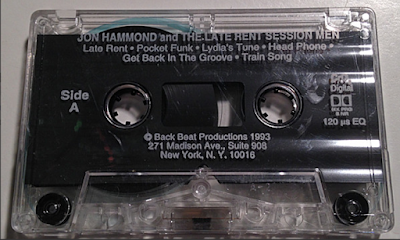 JON HAMMOND and THE LATE RENT SESSION MEN
Late Rent • Pocket Funk • Lydia's Tune • Head Phone •
Get Back In The Groove • Train Song
Side
A
Digital
120 µs EQ
© Back Beat Productions 1993
271 Madison Ave., Suite 908
New York, N. Y. 10016